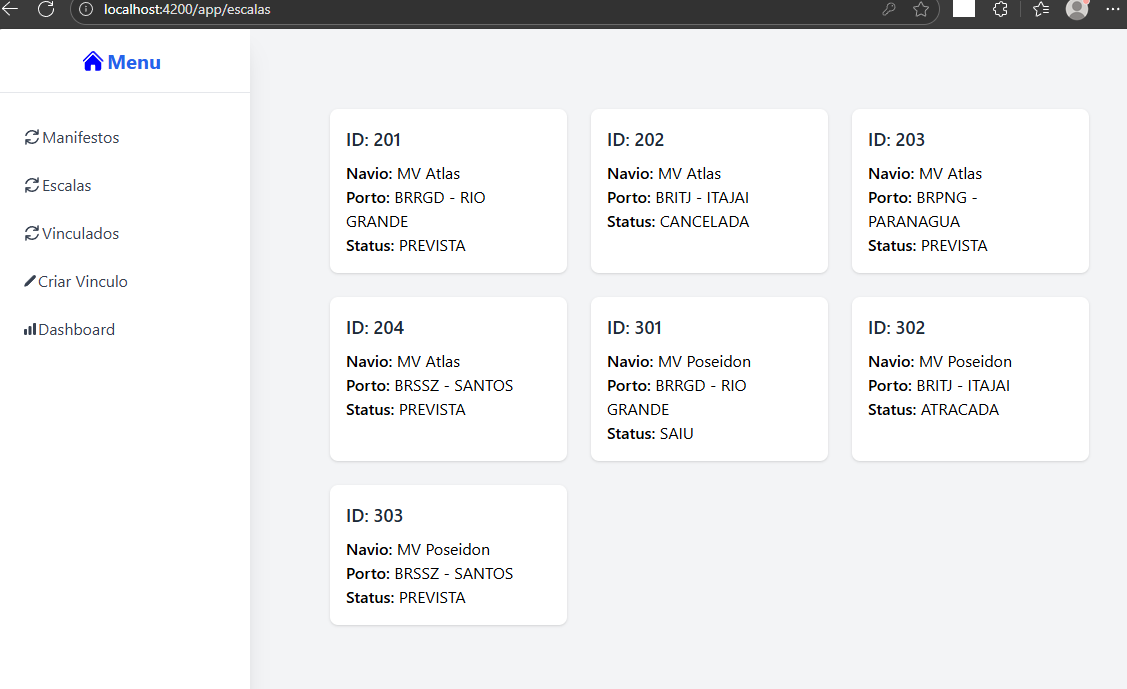 localhost:4200/app/escalas
Menu
Manifestos
Escalas
Vinculados
Criar Vinculo
Dashboard
ID: 201
Navio: MV Atlas
Porto: BRRGD - RIO
GRANDE
Status: PREVISTA
ID: 202
Navio: MV Atlas
Porto: BRITJ - ITAJAI
Status: CANCELADA
ID: 203
Navio: MV Atlas
Porto: BRPNG -
PARANAGUA
Status: PREVISTA
ID: 204
Navio: MV Atlas
Porto: BRSSZ - SANTOS
Status: PREVISTA
ID: 301
Navio: MV Poseidon
Porto: BRRGD - RIO
GRANDE
Status: SAIU
ID: 302
Navio: MV Poseidon
Porto: BRITJ - ITAJAI
Status: ATRACADA
ID: 303
Navio: MV Poseidon
Porto: BRSSZ - SANTOS
Status: PREVISTA